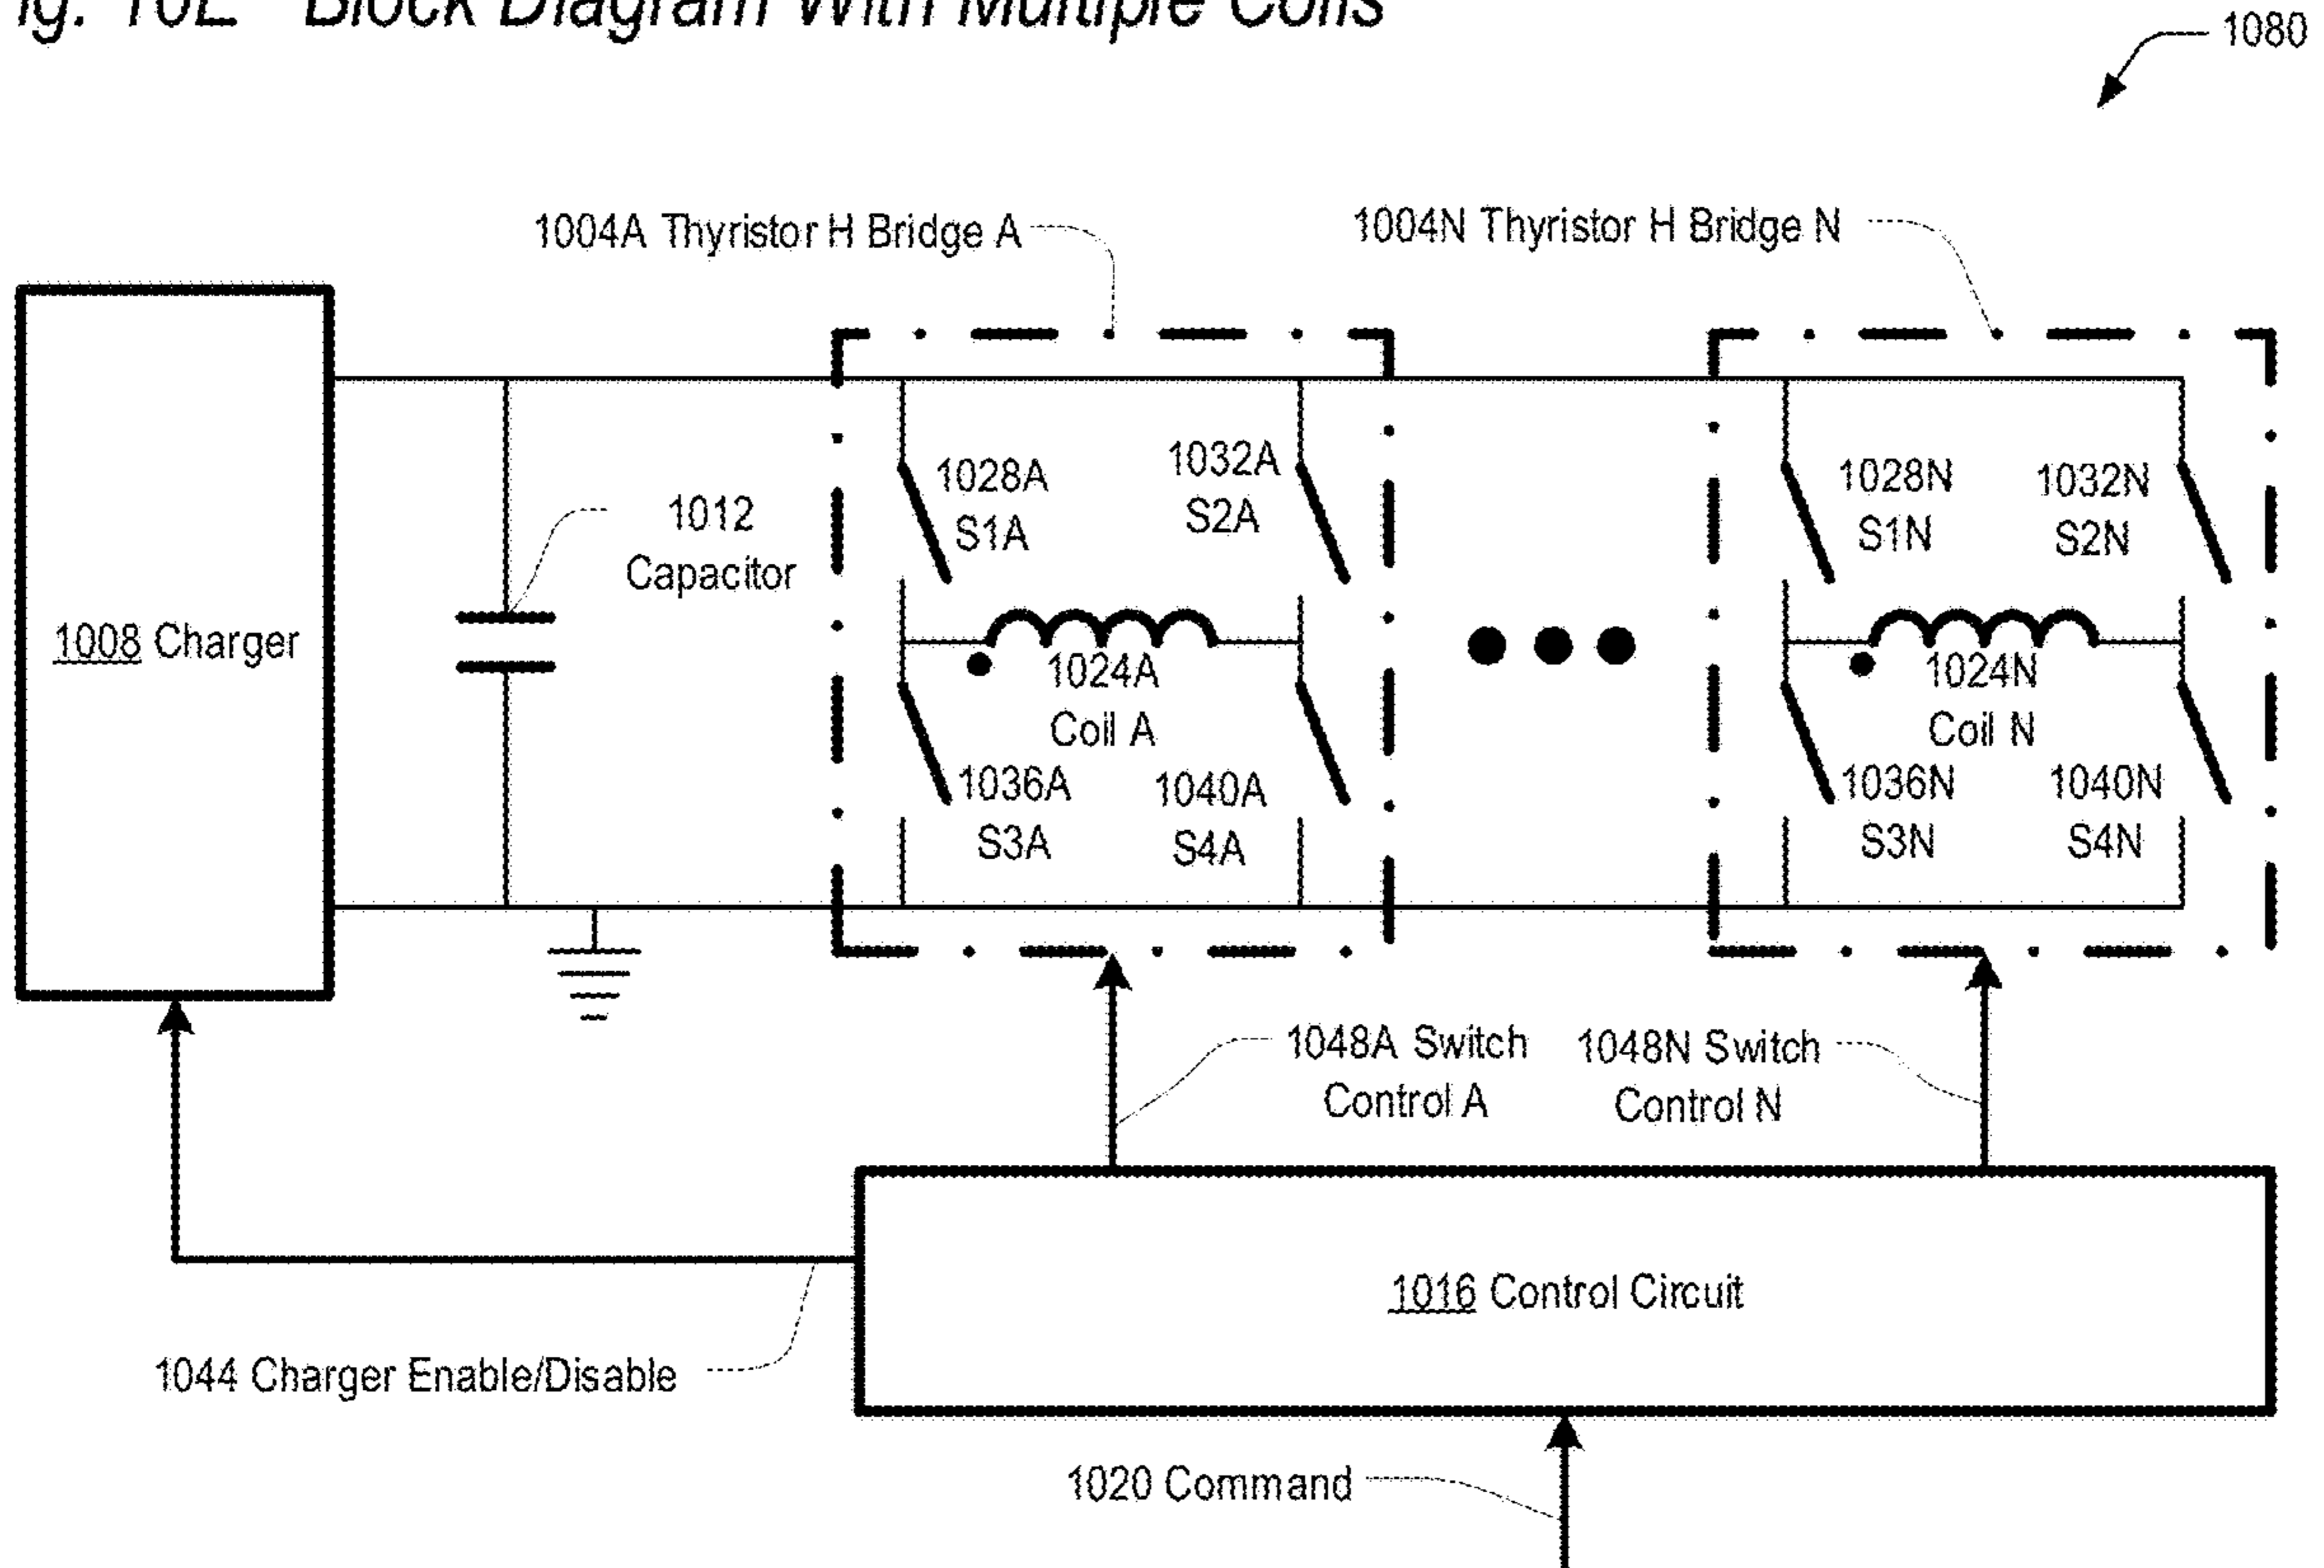 ig. 10E Block Diagram With Multiple Coils
1080
1004A Thyristor H Bridge A
1004N Thyristor H Bridge N
1028A
S1A
1032A
S2A
1028N
S1N
1032N
S2N
1012
Capacitor
1008 Charger
1024A
Coil A
1024N
Coil N
1036A
S3A
1040A
S4A
1036N
S3N
1040N
S4N
1048A Switch
Control A
1048N Switch
Control N
1016 Control Circuit
1044 Charger Enable/Disable
1020 Command